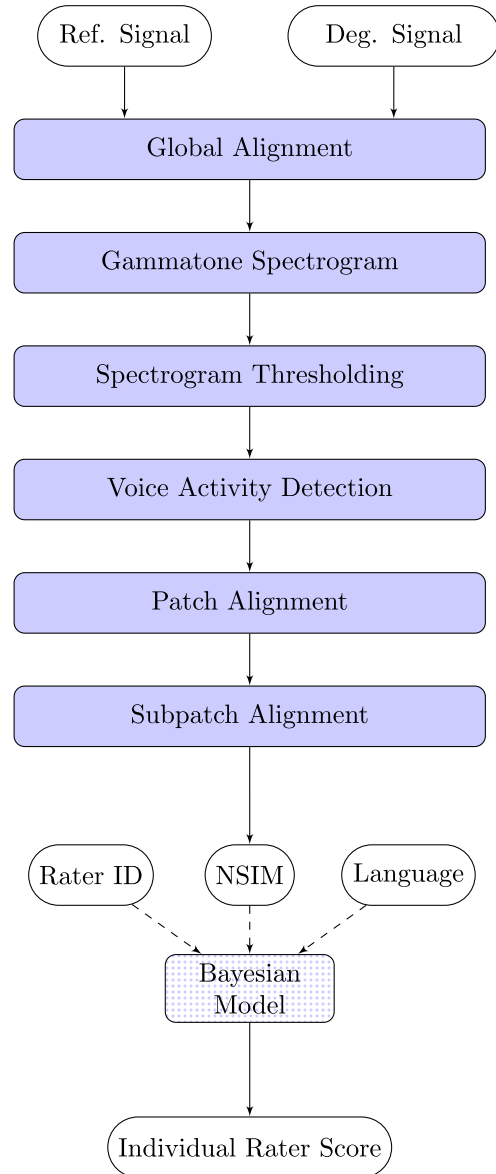 Ref. Signal
Deg. Signal
Global Alignment
Gammatone Spectrogram
Spectrogram Thresholding
Voice Activity Detection
Patch Alignment
Subpatch Alignment
Rater ID
NSIM
Language
Bayesian
Model
Individual Rater Score